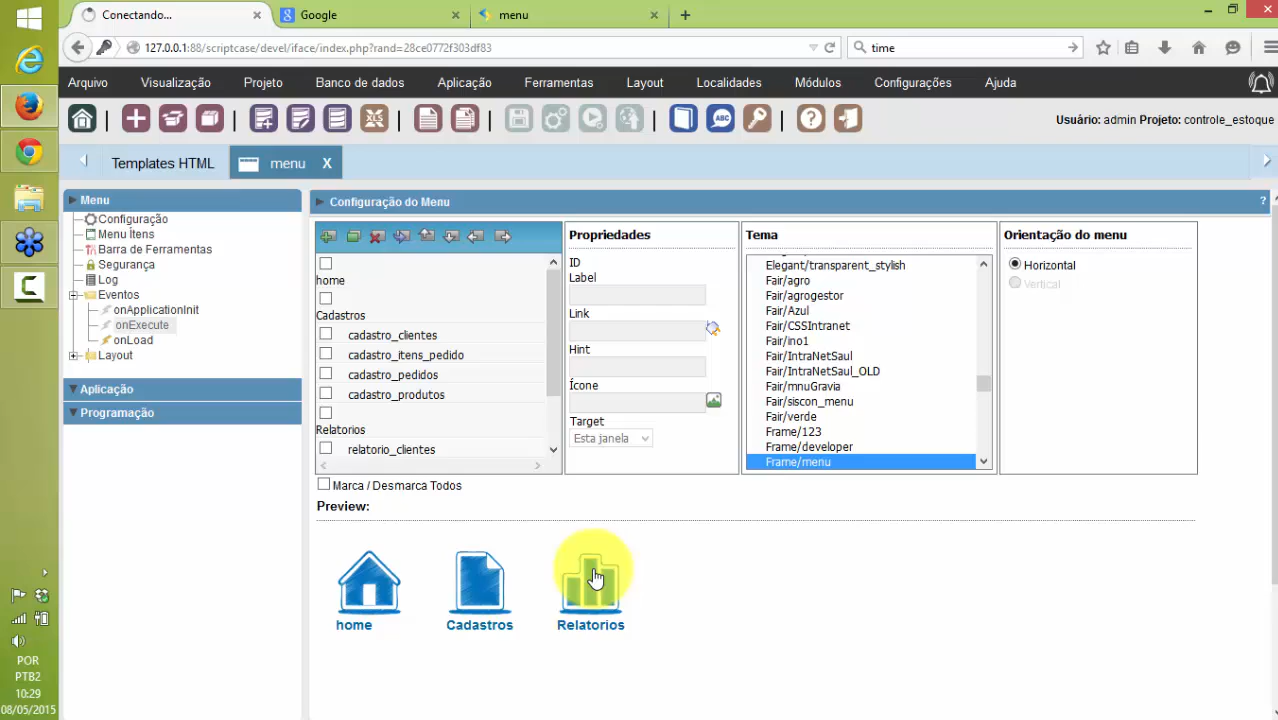 Conectando...
Google
menu
127.0.0.1:88/scriptcase/devel/iface/index.php?rand=28ce0772f303df83
time
Arquivo
Visualização
Projeto
Banco de dados
Aplicação
Ferramentas
Layout
Localidades
Módulos
Configurações
Ajuda
XLS
ABC
Usuário: admin Projeto: controle_estoque
Templates HTML
menu X
Menu
Configuração
Menu Ítens
Barra de Ferramentas
Segurança
Log
Eventos
onApplicationInit
onExecute
onLoad
Layout
Aplicação
Programação
Configuração do Menu
?
home
Cadastros
cadastro_clientes
cadastro_itens_pedido
cadastro_pedidos
cadastro_produtos
Relatorios
relatorio_clientes
Marca / Desmarca Todos
Propriedades
ID
Label
Link
Hint
Ícone
Target
Esta janela
Tema
Elegant/transparent_stylish
Fair/agro
Fair/agrogestor
Fair/Azul
Fair/CSSIntranet
Fair/ino1
Fair/IntraNetSaul
Fair/IntraNetSaul_OLD
Fair/mnuGravia
Fair/siscon_menu
Fair/verde
Frame/123
Frame/developer
Frame/menu
Orientação do menu
Horizontal
Vertical
Preview:
home
Cadastros
Relatorios
POR
PTB2
10:29
08/05/2015